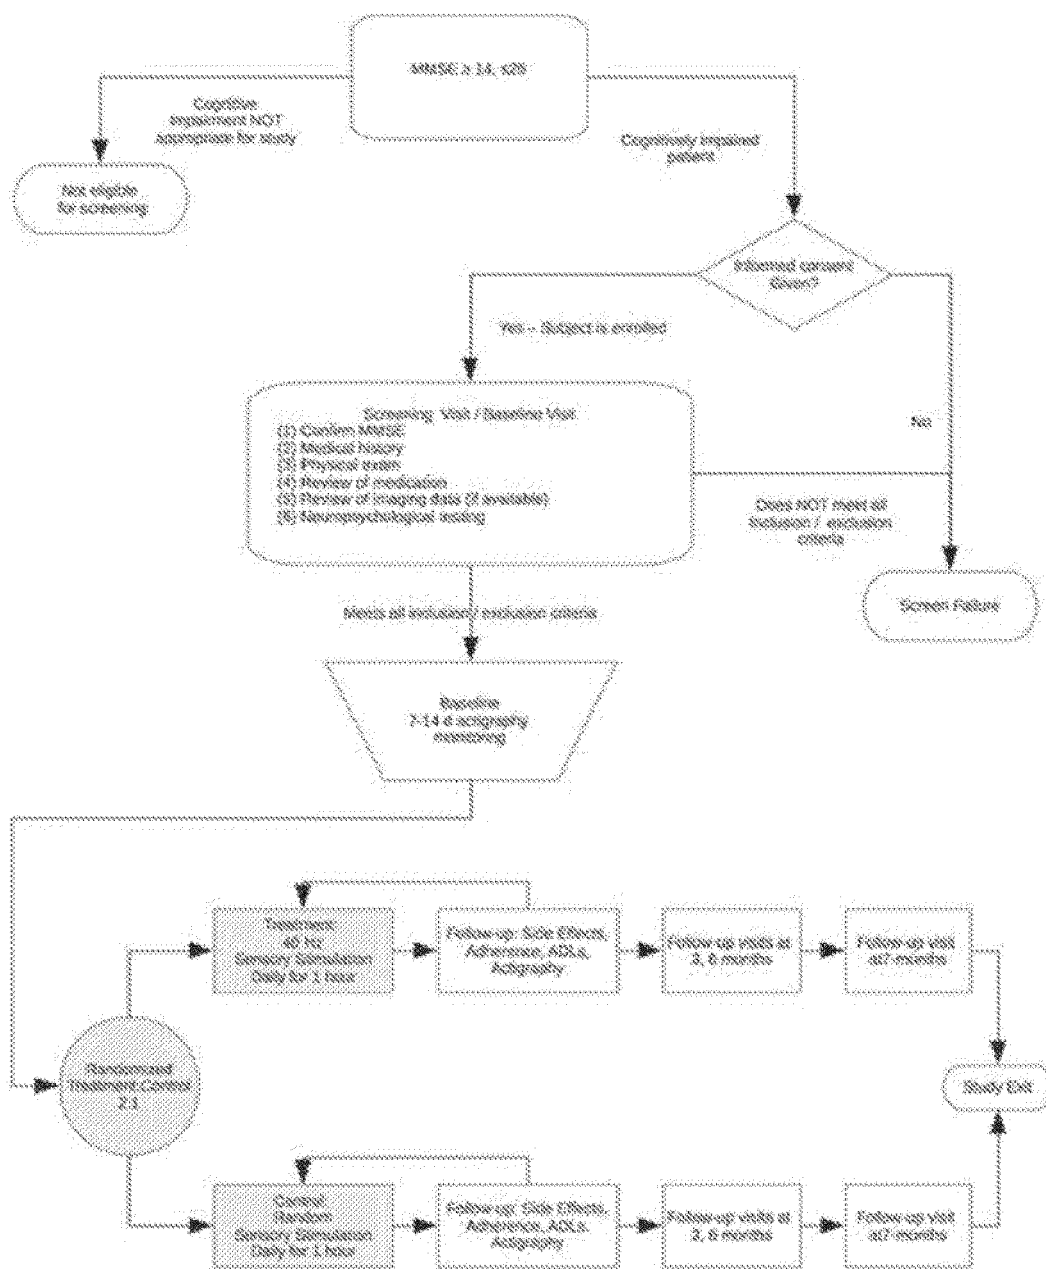 MMSE ≥ 14, ≤26
Cognitive
impairment NOT
appropriate for study
Cognitively impaired
patient
Not eligible
for screening
Informed consent
Given?
Yes – Subject is enrolled
No
Screening Visit / Baseline Visit
(1) Confirm MMSE
(2) Medical history
(3) Physical exam
(4) Review of medication
(5) Review of imaging data (if available)
(6) Neuropsychological testing
Does NOT meet all
inclusion / exclusion
criteria
Screen Failure
Meets all inclusion / exclusion criteria
Baseline
7-14 d actigraphy
monitoring
Treatment:
40 Hz
Sensory Stimulation
Daily for 1 hour
Follow-up: Side Effects,
Adherence, ADLs,
Actigraphy
Follow-up visits at
3, 6 months
Follow-up visit
at7-months
Randomized
Treatment:Control
2:1
Study Exit
Control:
Random
Sensory Stimulation
Daily for 1 hour
Follow-up: Side Effects,
Adherence, ADLs,
Actigraphy
Follow-up visits at
3, 6 months
Follow-up visit
at7-months